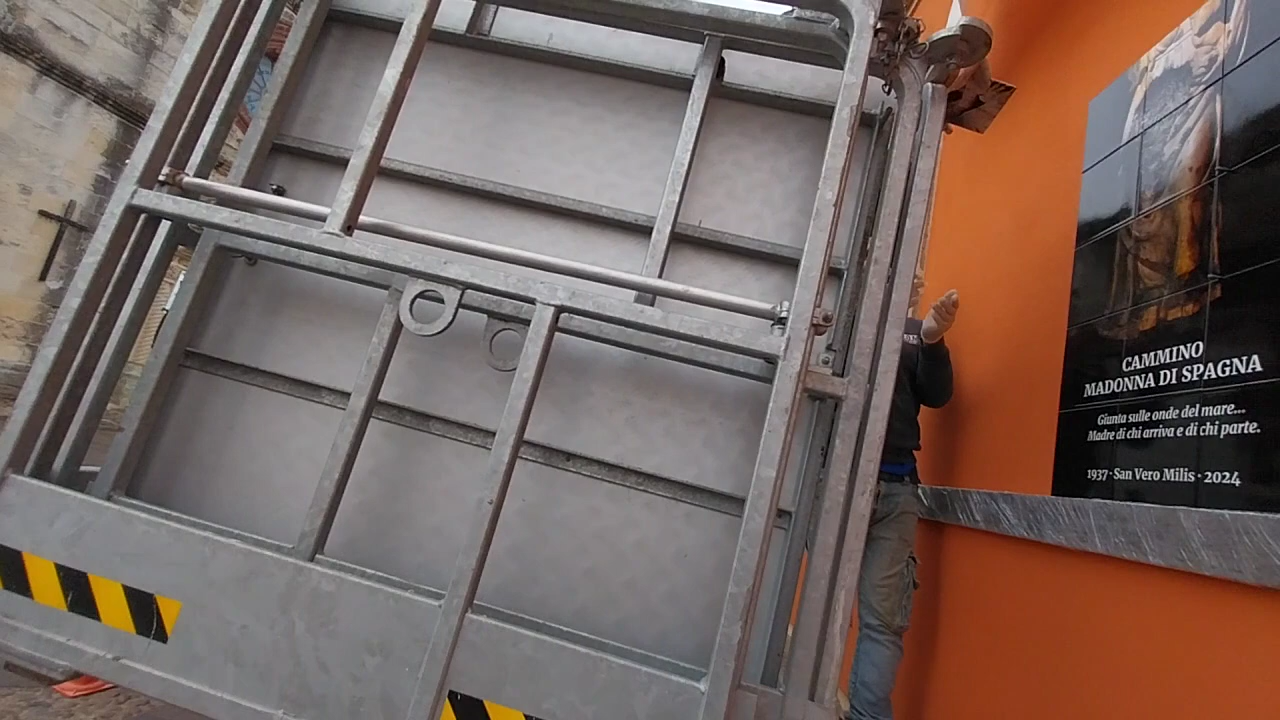 CAMMINO
MADONNA DI SPAGNA
Giunta sulle onde del mare...
Madre di chi arriva e di chi parte.
1937 · San Vero Milis · 2024